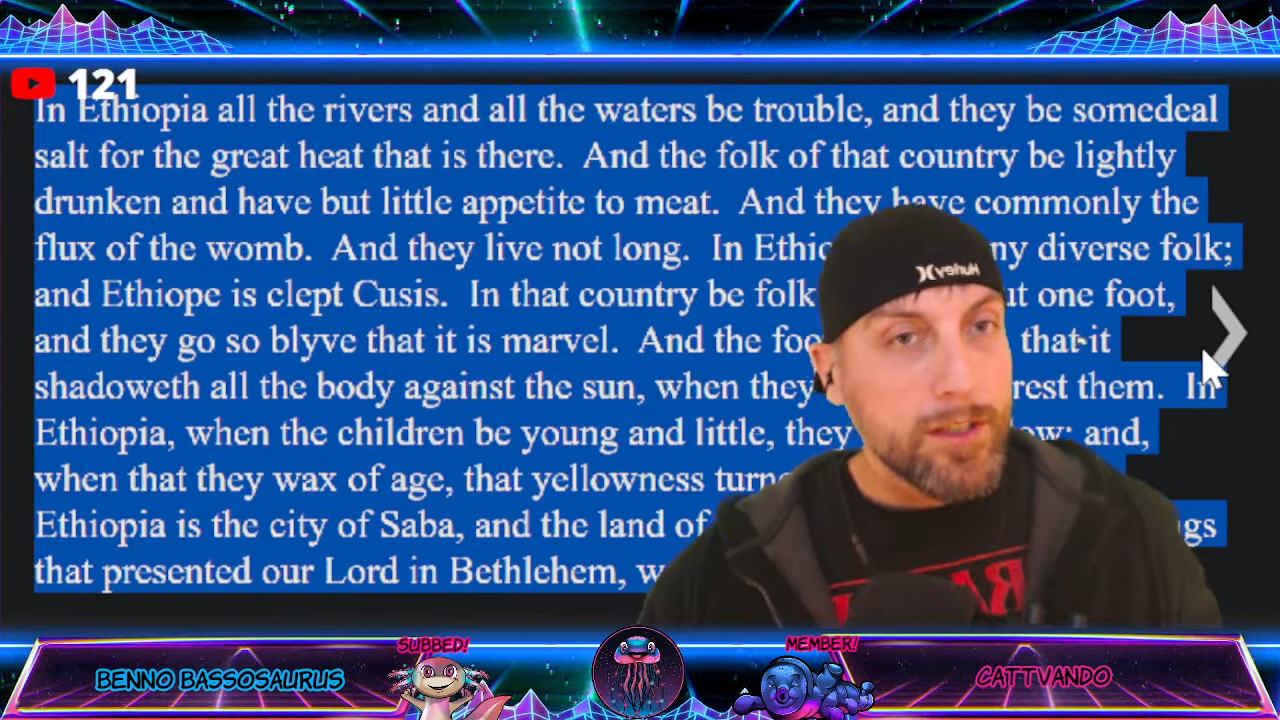 121
In Ethiopia all the rivers and all the waters be trouble, and they be somedeal
salt for the great heat that is there. And the folk of that country be lightly
drunken and have but little appetite to meat. And they have commonly the
flux of the womb. And they live not long. In Ethio ny diverse folk;
and Ethiope is clept Cusis. In that country be folk ut one foot,
and they go so blyve that it is marvel. And the foo that it
shadoweth all the body against the sun, when they rest them. In
Ethiopia, when the children be young and little, they ow: and,
when that they wax of age, that yellowness turne
Ethiopia is the city of Saba, and the land of gs
that presented our Lord in Bethlehem, w
Hurley
SUBBED!
MEMBER!
BENNO BASSOSAURUS
CATTVANDO